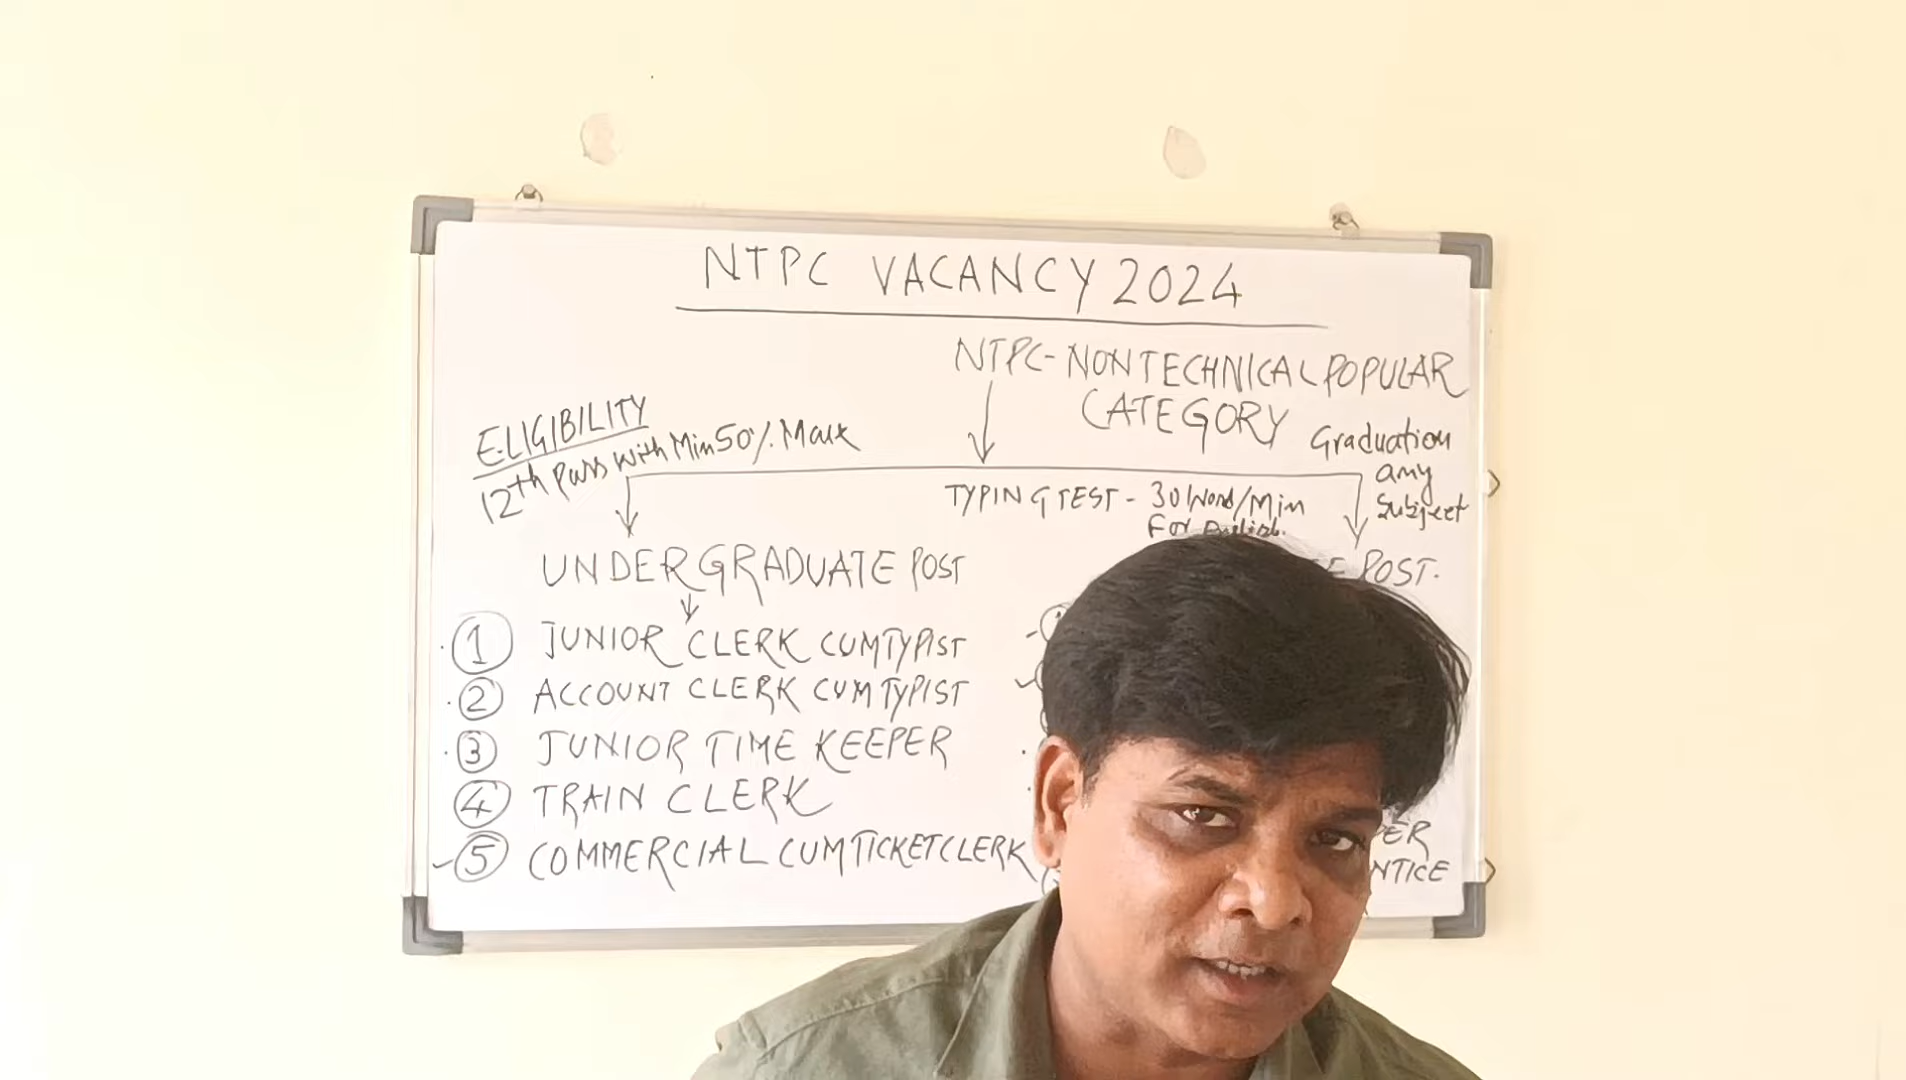 NTPC VACANCY 2024
NTPC - NON TECHNICAL POPULAR
CATEGORY
ELIGIBILITY
12th Pass with Min 50%. Mark
Graduation
any
Subject
TYPING TEST - 30 Word/Min
For English.
UNDERGRADUATE POST
POST.
1 JUNIOR CLERK CUM TYPIST
2 ACCOUNT CLERK CUM TYPIST
3 JUNIOR TIME KEEPER
4 TRAIN CLERK
5 COMMERCIAL CUM TICKET CLERK